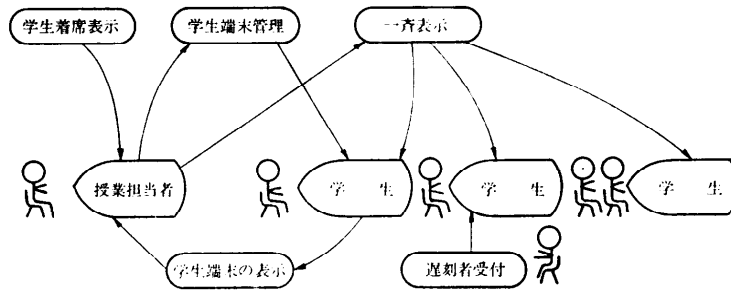 学生着席表示
学生端末管理
一斉表示
授業担当者
学生
学生
学生
学生端末の表示
遅刻者受付